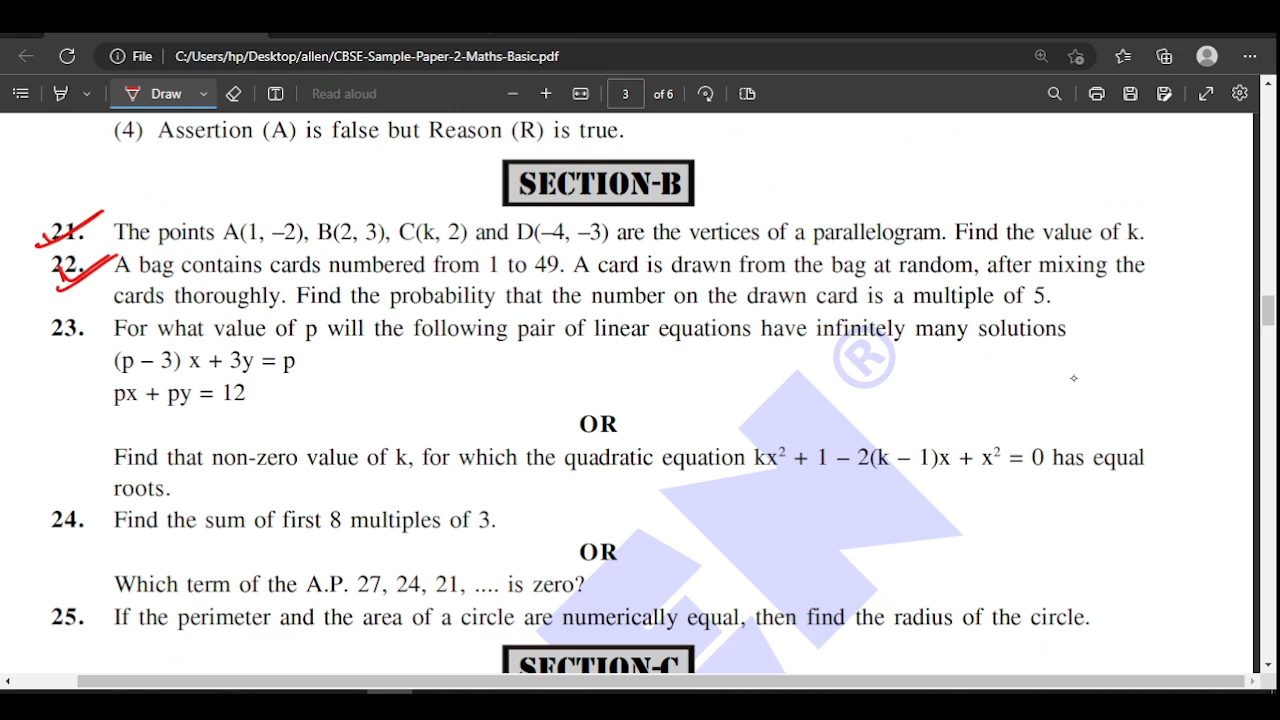 File C:/Users/hp/Desktop/allen/CBSE-Sample-Paper-2-Maths-Basic.pdf
Draw Read aloud 3 of 6
(4) Assertion (A) is false but Reason (R) is true.
SECTION-B
21. The points A(1, –2), B(2, 3), C(k, 2) and D(–4, –3) are the vertices of a parallelogram. Find the value of k.
22. A bag contains cards numbered from 1 to 49. A card is drawn from the bag at random, after mixing the
cards thoroughly. Find the probability that the number on the drawn card is a multiple of 5.
23. For what value of p will the following pair of linear equations have infinitely many solutions
(p – 3) x + 3y = p
px + py = 12
OR
Find that non-zero value of k, for which the quadratic equation kx² + 1 – 2(k – 1)x + x² = 0 has equal
roots.
24. Find the sum of first 8 multiples of 3.
OR
Which term of the A.P. 27, 24, 21, .... is zero?
25. If the perimeter and the area of a circle are numerically equal, then find the radius of the circle.
SECTION-C